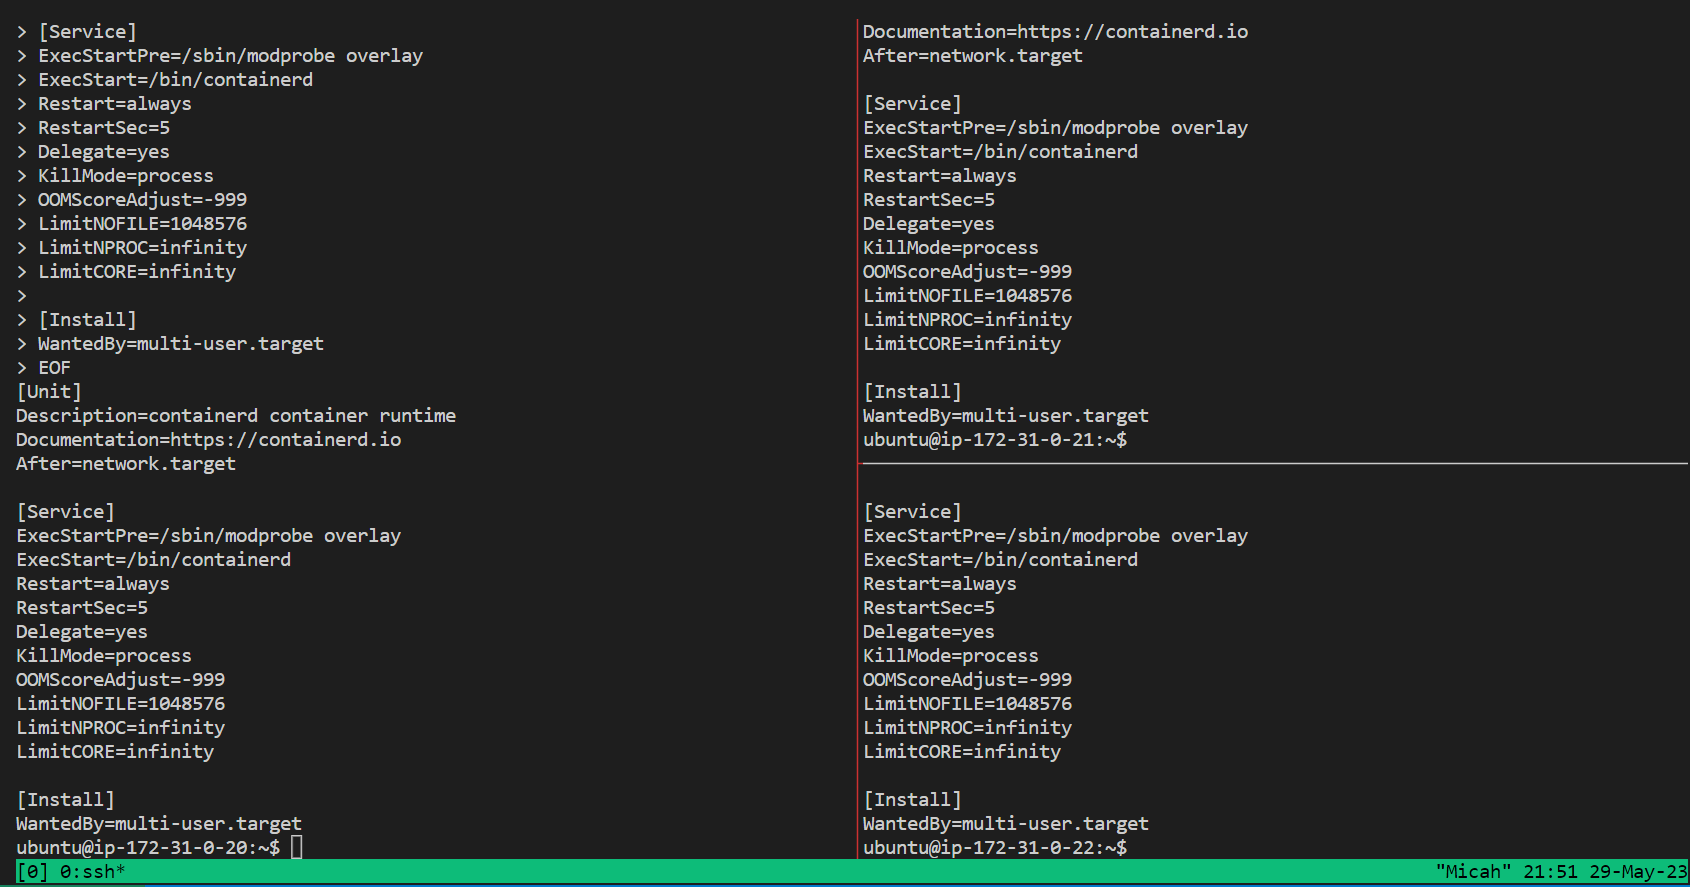 > [Service]
> ExecStartPre=/sbin/modprobe overlay
> ExecStart=/bin/containerd
> Restart=always
> RestartSec=5
> Delegate=yes
> KillMode=process
> OOMScoreAdjust=-999
> LimitNOFILE=1048576
> LimitNPROC=infinity
> LimitCORE=infinity
>
> [Install]
> WantedBy=multi-user.target
> EOF
[Unit]
Description=containerd container runtime
Documentation=https://containerd.io
After=network.target

[Service]
ExecStartPre=/sbin/modprobe overlay
ExecStart=/bin/containerd
Restart=always
RestartSec=5
Delegate=yes
KillMode=process
OOMScoreAdjust=-999
LimitNOFILE=1048576
LimitNPROC=infinity
LimitCORE=infinity

[Install]
WantedBy=multi-user.target
ubuntu@ip-172-31-0-20:~$
Documentation=https://containerd.io
After=network.target

[Service]
ExecStartPre=/sbin/modprobe overlay
ExecStart=/bin/containerd
Restart=always
RestartSec=5
Delegate=yes
KillMode=process
OOMScoreAdjust=-999
LimitNOFILE=1048576
LimitNPROC=infinity
LimitCORE=infinity

[Install]
WantedBy=multi-user.target
ubuntu@ip-172-31-0-21:~$

[Service]
ExecStartPre=/sbin/modprobe overlay
ExecStart=/bin/containerd
Restart=always
RestartSec=5
Delegate=yes
KillMode=process
OOMScoreAdjust=-999
LimitNOFILE=1048576
LimitNPROC=infinity
LimitCORE=infinity

[Install]
WantedBy=multi-user.target
ubuntu@ip-172-31-0-22:~$
[0] 0:ssh* "Micah" 21:51 29-May-23